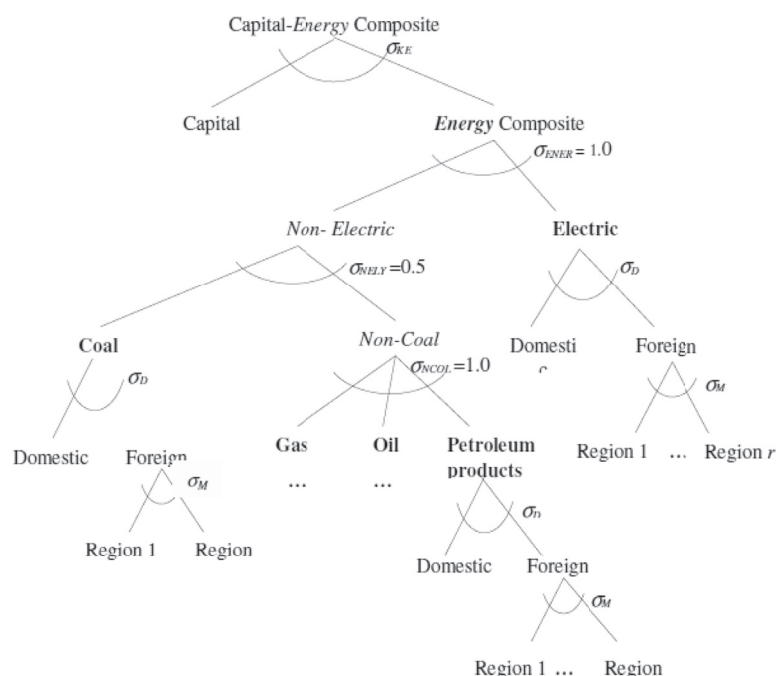 Capital-Energy Composite
σKE
Capital
Energy Composite
σENER = 1.0
Non- Electric
Electric
σNELY =0.5
σD
Coal
Non-Coal
Domesti
c
Foreign
σD
σNCOL =1.0
σM
Domestic
Foreign
Gas
Oil
Petroleum
products
Region 1 ... Region r
σM
...
...
σD
Region 1
Region
Domestic
Foreign
σM
Region 1 ... Region